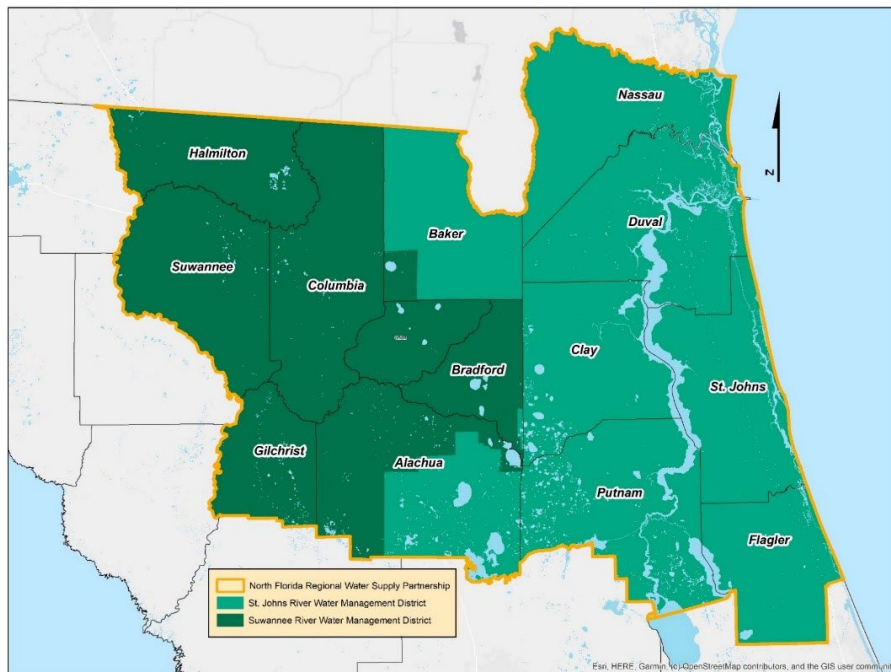 Nassau
Halmilton
Duval
Baker
Suwannee
Columbia
Clay
Bradford
St. Johns
Gilchrist
Alachua
Putnam
Flagler
N
North Florida Regional Water Supply Partnership
St. Johns River Water Management District
Suwannee River Water Management District
Esri, HERE, Garmin, (c) OpenStreetMap contributors, and the GIS user commun